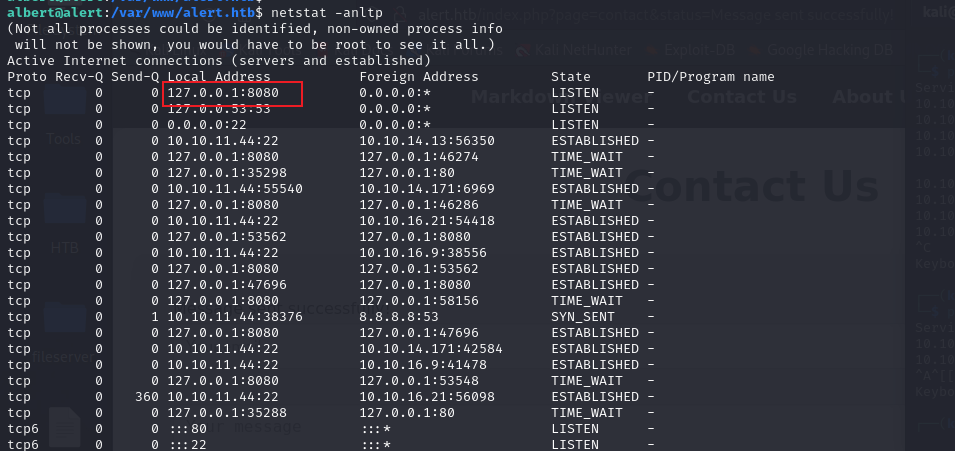 albert@alert:/var/www/alert.htb$ netstat -anltp
(Not all processes could be identified, non-owned process info
 will not be shown, you would have to be root to see it all.)
Active Internet connections (servers and established)
Proto Recv-Q Send-Q Local Address           Foreign Address         State       PID/Program name
tcp        0      0 127.0.0.1:8080          0.0.0.0:*               LISTEN      -
tcp        0      0 127.0.0.53:53           0.0.0.0:*               LISTEN      -
tcp        0      0 0.0.0.0:22              0.0.0.0:*               LISTEN      -
tcp        0      0 10.10.11.44:22          10.10.14.13:56350       ESTABLISHED -
tcp        0      0 127.0.0.1:8080          127.0.0.1:46274         TIME_WAIT   -
tcp        0      0 127.0.0.1:35298         127.0.0.1:80            TIME_WAIT   -
tcp        0      0 10.10.11.44:55540       10.10.14.171:6969       ESTABLISHED -
tcp        0      0 127.0.0.1:8080          127.0.0.1:46286         TIME_WAIT   -
tcp        0      0 10.10.11.44:22          10.10.16.21:54418       ESTABLISHED -
tcp        0      0 127.0.0.1:53562         127.0.0.1:8080          ESTABLISHED -
tcp        0      0 10.10.11.44:22          10.10.16.9:38556        ESTABLISHED -
tcp        0      0 127.0.0.1:8080          127.0.0.1:53562         ESTABLISHED -
tcp        0      0 127.0.0.1:47696         127.0.0.1:8080          ESTABLISHED -
tcp        0      0 127.0.0.1:8080          127.0.0.1:58156         TIME_WAIT   -
tcp        0      1 10.10.11.44:38376       8.8.8.8:53              SYN_SENT    -
tcp        0      0 127.0.0.1:8080          127.0.0.1:47696         ESTABLISHED -
tcp        0      0 10.10.11.44:22          10.10.14.171:42584      ESTABLISHED -
tcp        0      0 10.10.11.44:22          10.10.16.9:41478        ESTABLISHED -
tcp        0      0 127.0.0.1:8080          127.0.0.1:53548         TIME_WAIT   -
tcp        0    360 10.10.11.44:22          10.10.16.21:56098       ESTABLISHED -
tcp        0      0 127.0.0.1:35288         127.0.0.1:80            TIME_WAIT   -
tcp6       0      0 :::80                   :::*                    LISTEN      -
tcp6       0      0 :::22                   :::*                    LISTEN      -
Kali NetHunter
Exploit-DB
Google Hacking DB
Contact Us
About
Tools
Contact Us
HTB
fileserver
message